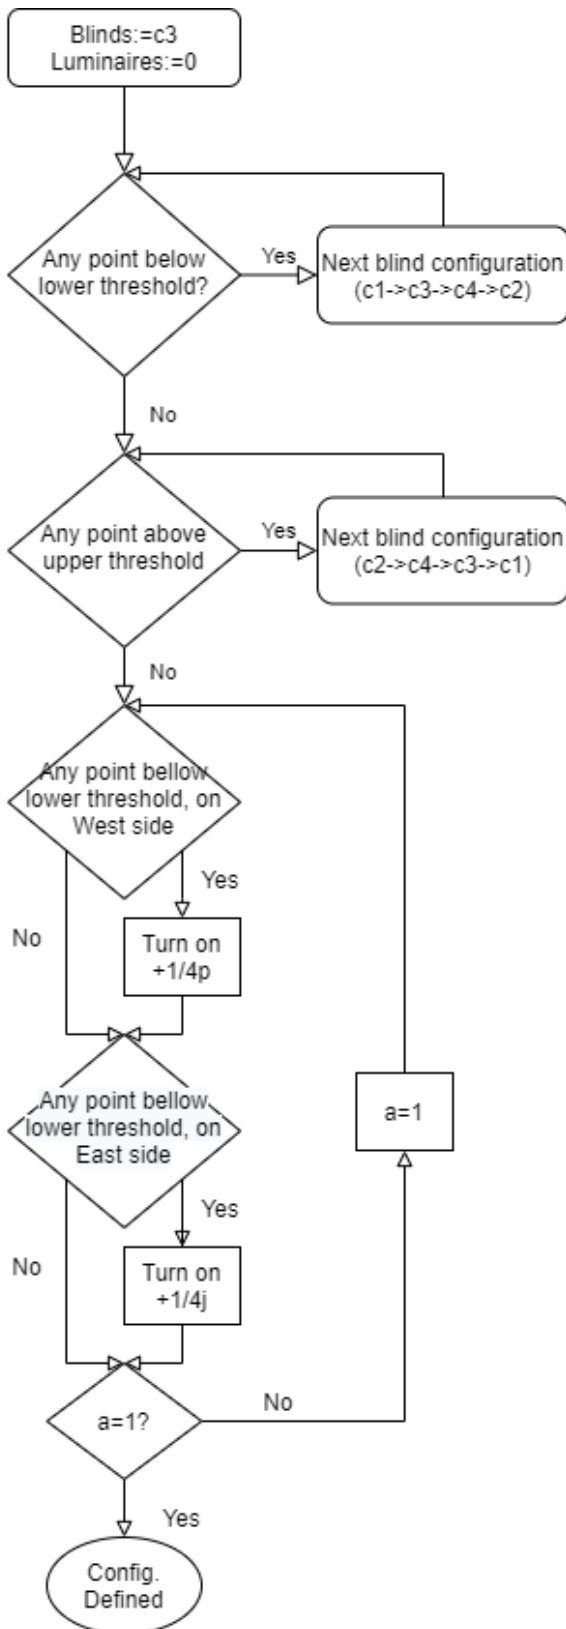 Blinds:=c3
Luminaires:=0
Any point below
lower threshold?
Yes
Next blind configuration
(c1->c3->c4->c2)
No
Any point above
upper threshold
Yes
Next blind configuration
(c2->c4->c3->c1)
No
Any point bellow
lower threshold, on
West side
Yes
No
Turn on
+1/4p
Any point bellow
lower threshold, on
East side
a=1
Yes
No
Turn on
+1/4j
a=1?
No
Yes
Config.
Defined